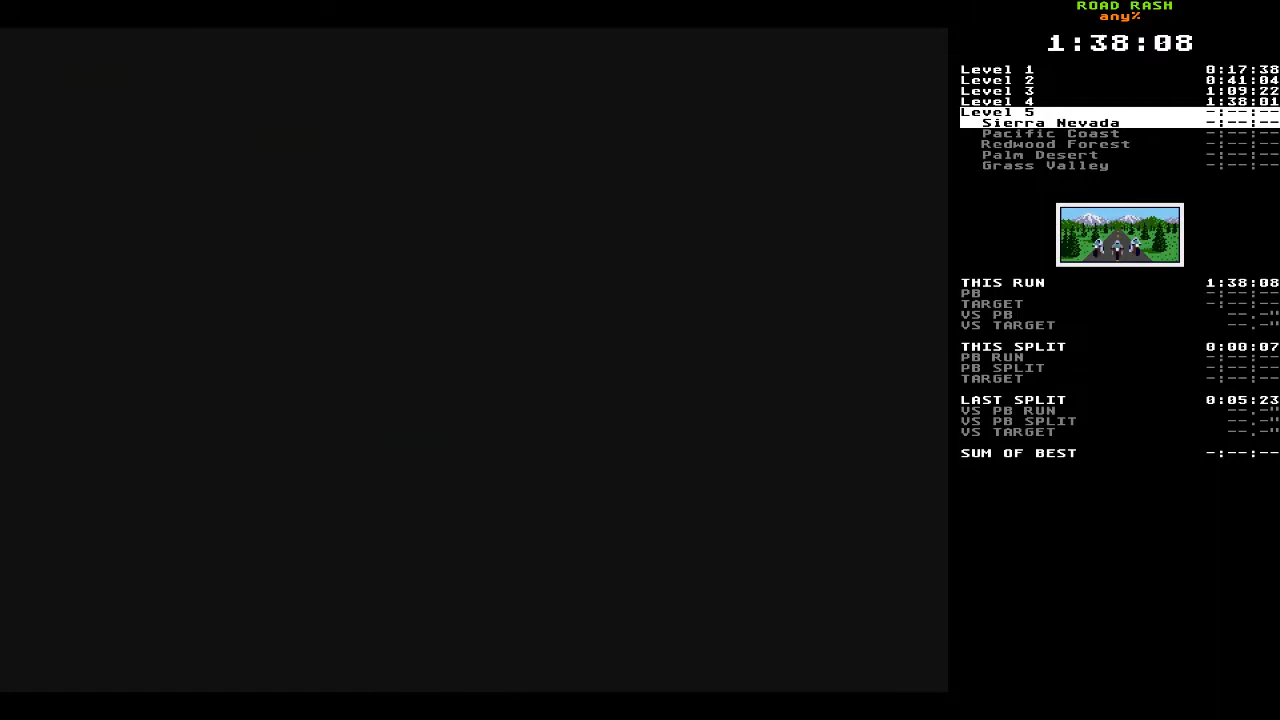 ROAD RASH
any%
1:38:08
Level 1 0:17:38
Level 2 0:41:04
Level 3 1:09:22
Level 4 1:38:01
Level 5 -:--:--
Sierra Nevada -:--:--
Pacific Coast -:--:--
Redwood Forest -:--:--
Palm Desert -:--:--
Grass Valley -:--:--
THIS RUN 1:38:08
PB -:--:--
TARGET -:--:--
VS PB --.-"
VS TARGET --.-"
THIS SPLIT 0:00:07
PB RUN -:--:--
PB SPLIT -:--:--
TARGET -:--:--
LAST SPLIT 0:05:23
VS PB RUN --.-"
VS PB SPLIT --.-"
VS TARGET --.-"
SUM OF BEST -:--:--